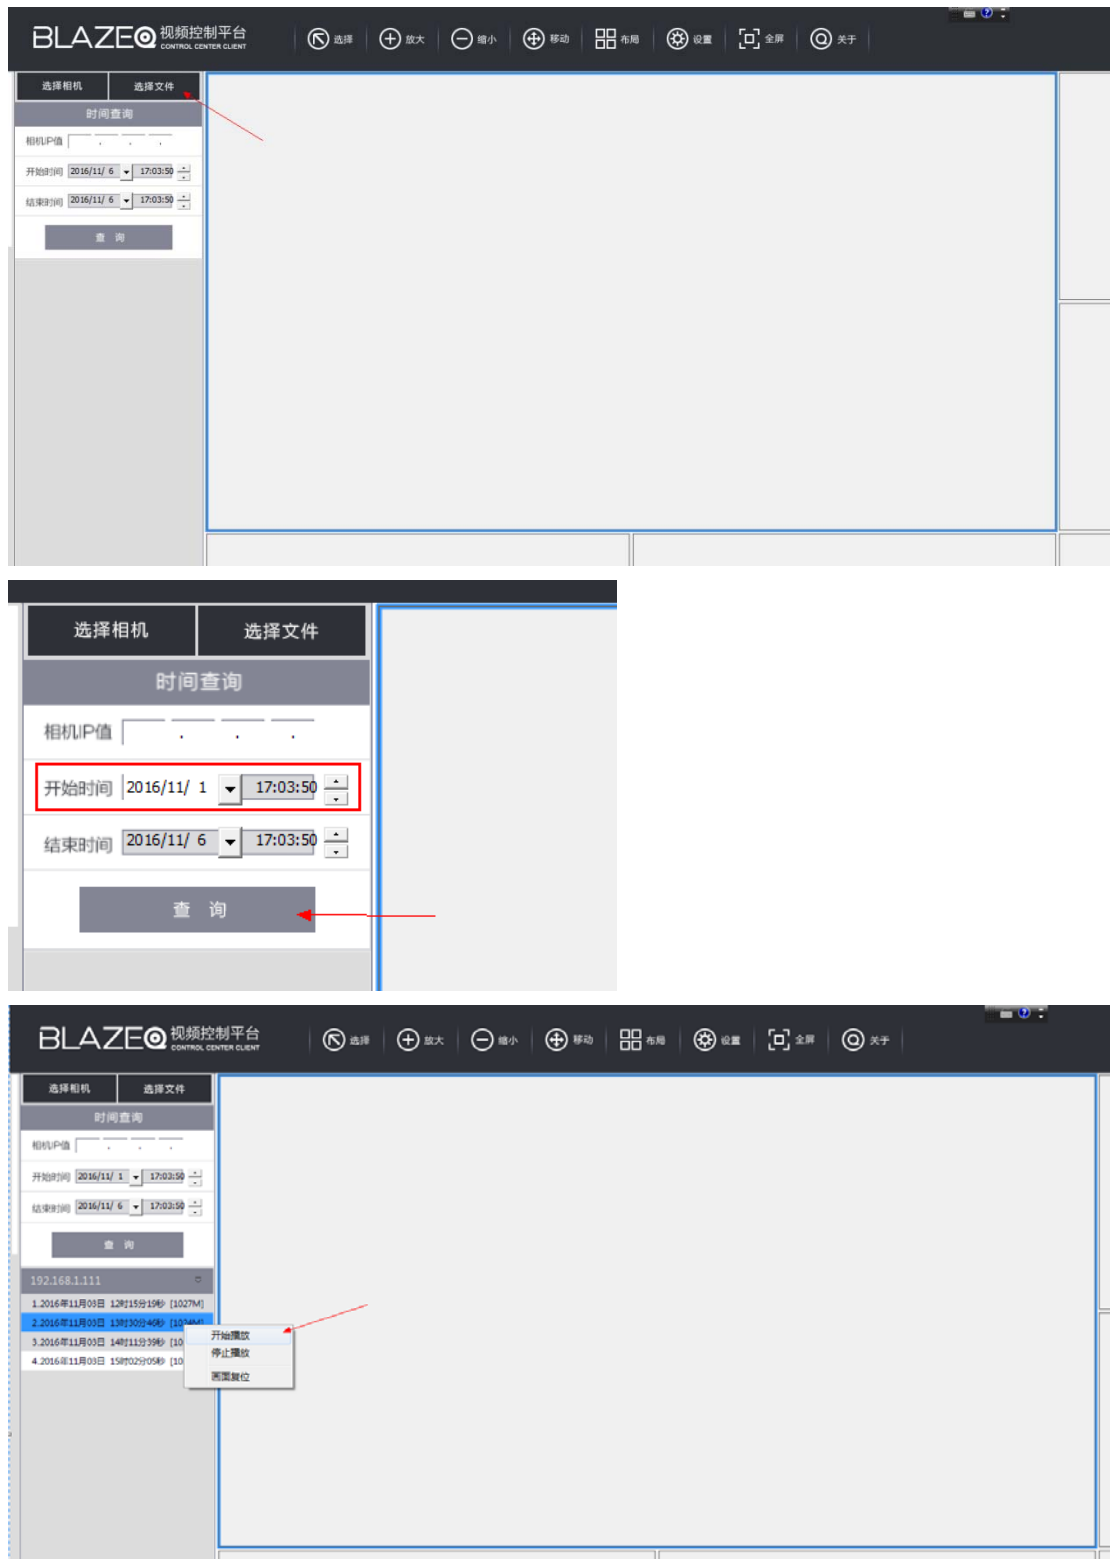 BLAZEQ 视频控制平台
CONTROL CENTER CLIENT
选择 放大 缩小 移动 布局 设置 全屏 关于
选择相机 选择文件
时间查询
相机IP值 . . .
开始时间 2016/11/ 6 17:03:50
结束时间 2016/11/ 6 17:03:50
查 询
选择相机 选择文件
时间查询
相机IP值 . . .
开始时间 2016/11/ 1 17:03:50
结束时间 2016/11/ 6 17:03:50
查 询
BLAZEQ 视频控制平台
CONTROL CENTER CLIENT
选择 放大 缩小 移动 布局 设置 全屏 关于
选择相机 选择文件
时间查询
相机IP值 . . .
开始时间 2016/11/ 1 17:03:50
结束时间 2016/11/ 6 17:03:50
查 询
192.168.1.111
1.2016年11月03日 12时15分19秒 [1027M]
2.2016年11月03日 13时30分46秒 [1024M]
3.2016年11月03日 14时11分39秒 [10
4.2016年11月03日 15时02分05秒 [10
开始播放
停止播放
画面复位